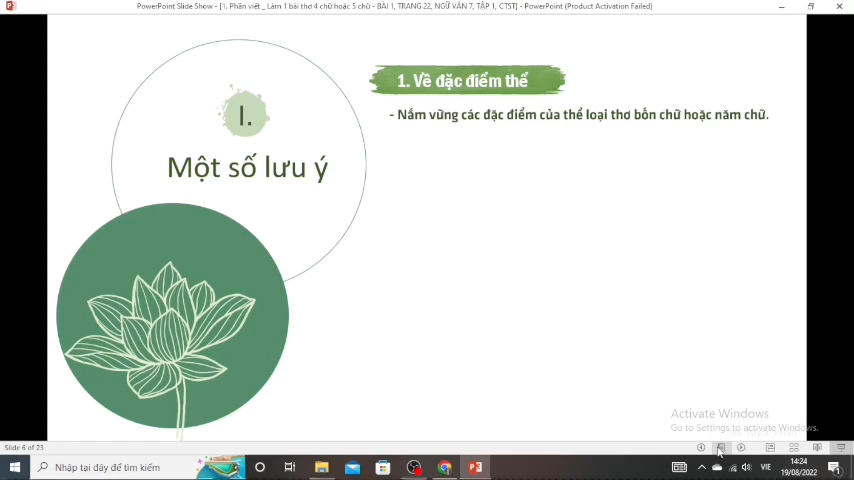 PowerPoint Slide Show - [1. Phần viết _ Làm 1 bài thơ 4 chữ hoặc 5 chữ - BÀI 1, TRANG 22, NGỮ VĂN 7, TẬP 1, CTST] - PowerPoint (Product Activation Failed)
I.
Một số lưu ý
1. Về đặc điểm thể
- Nắm vững các đặc điểm của thể loại thơ bốn chữ hoặc năm chữ.
Activate Windows
Go to Settings to activate Windows.
Slide 6 of 23
Nhập tại đây để tìm kiếm
VIE
14:24
19/08/2022